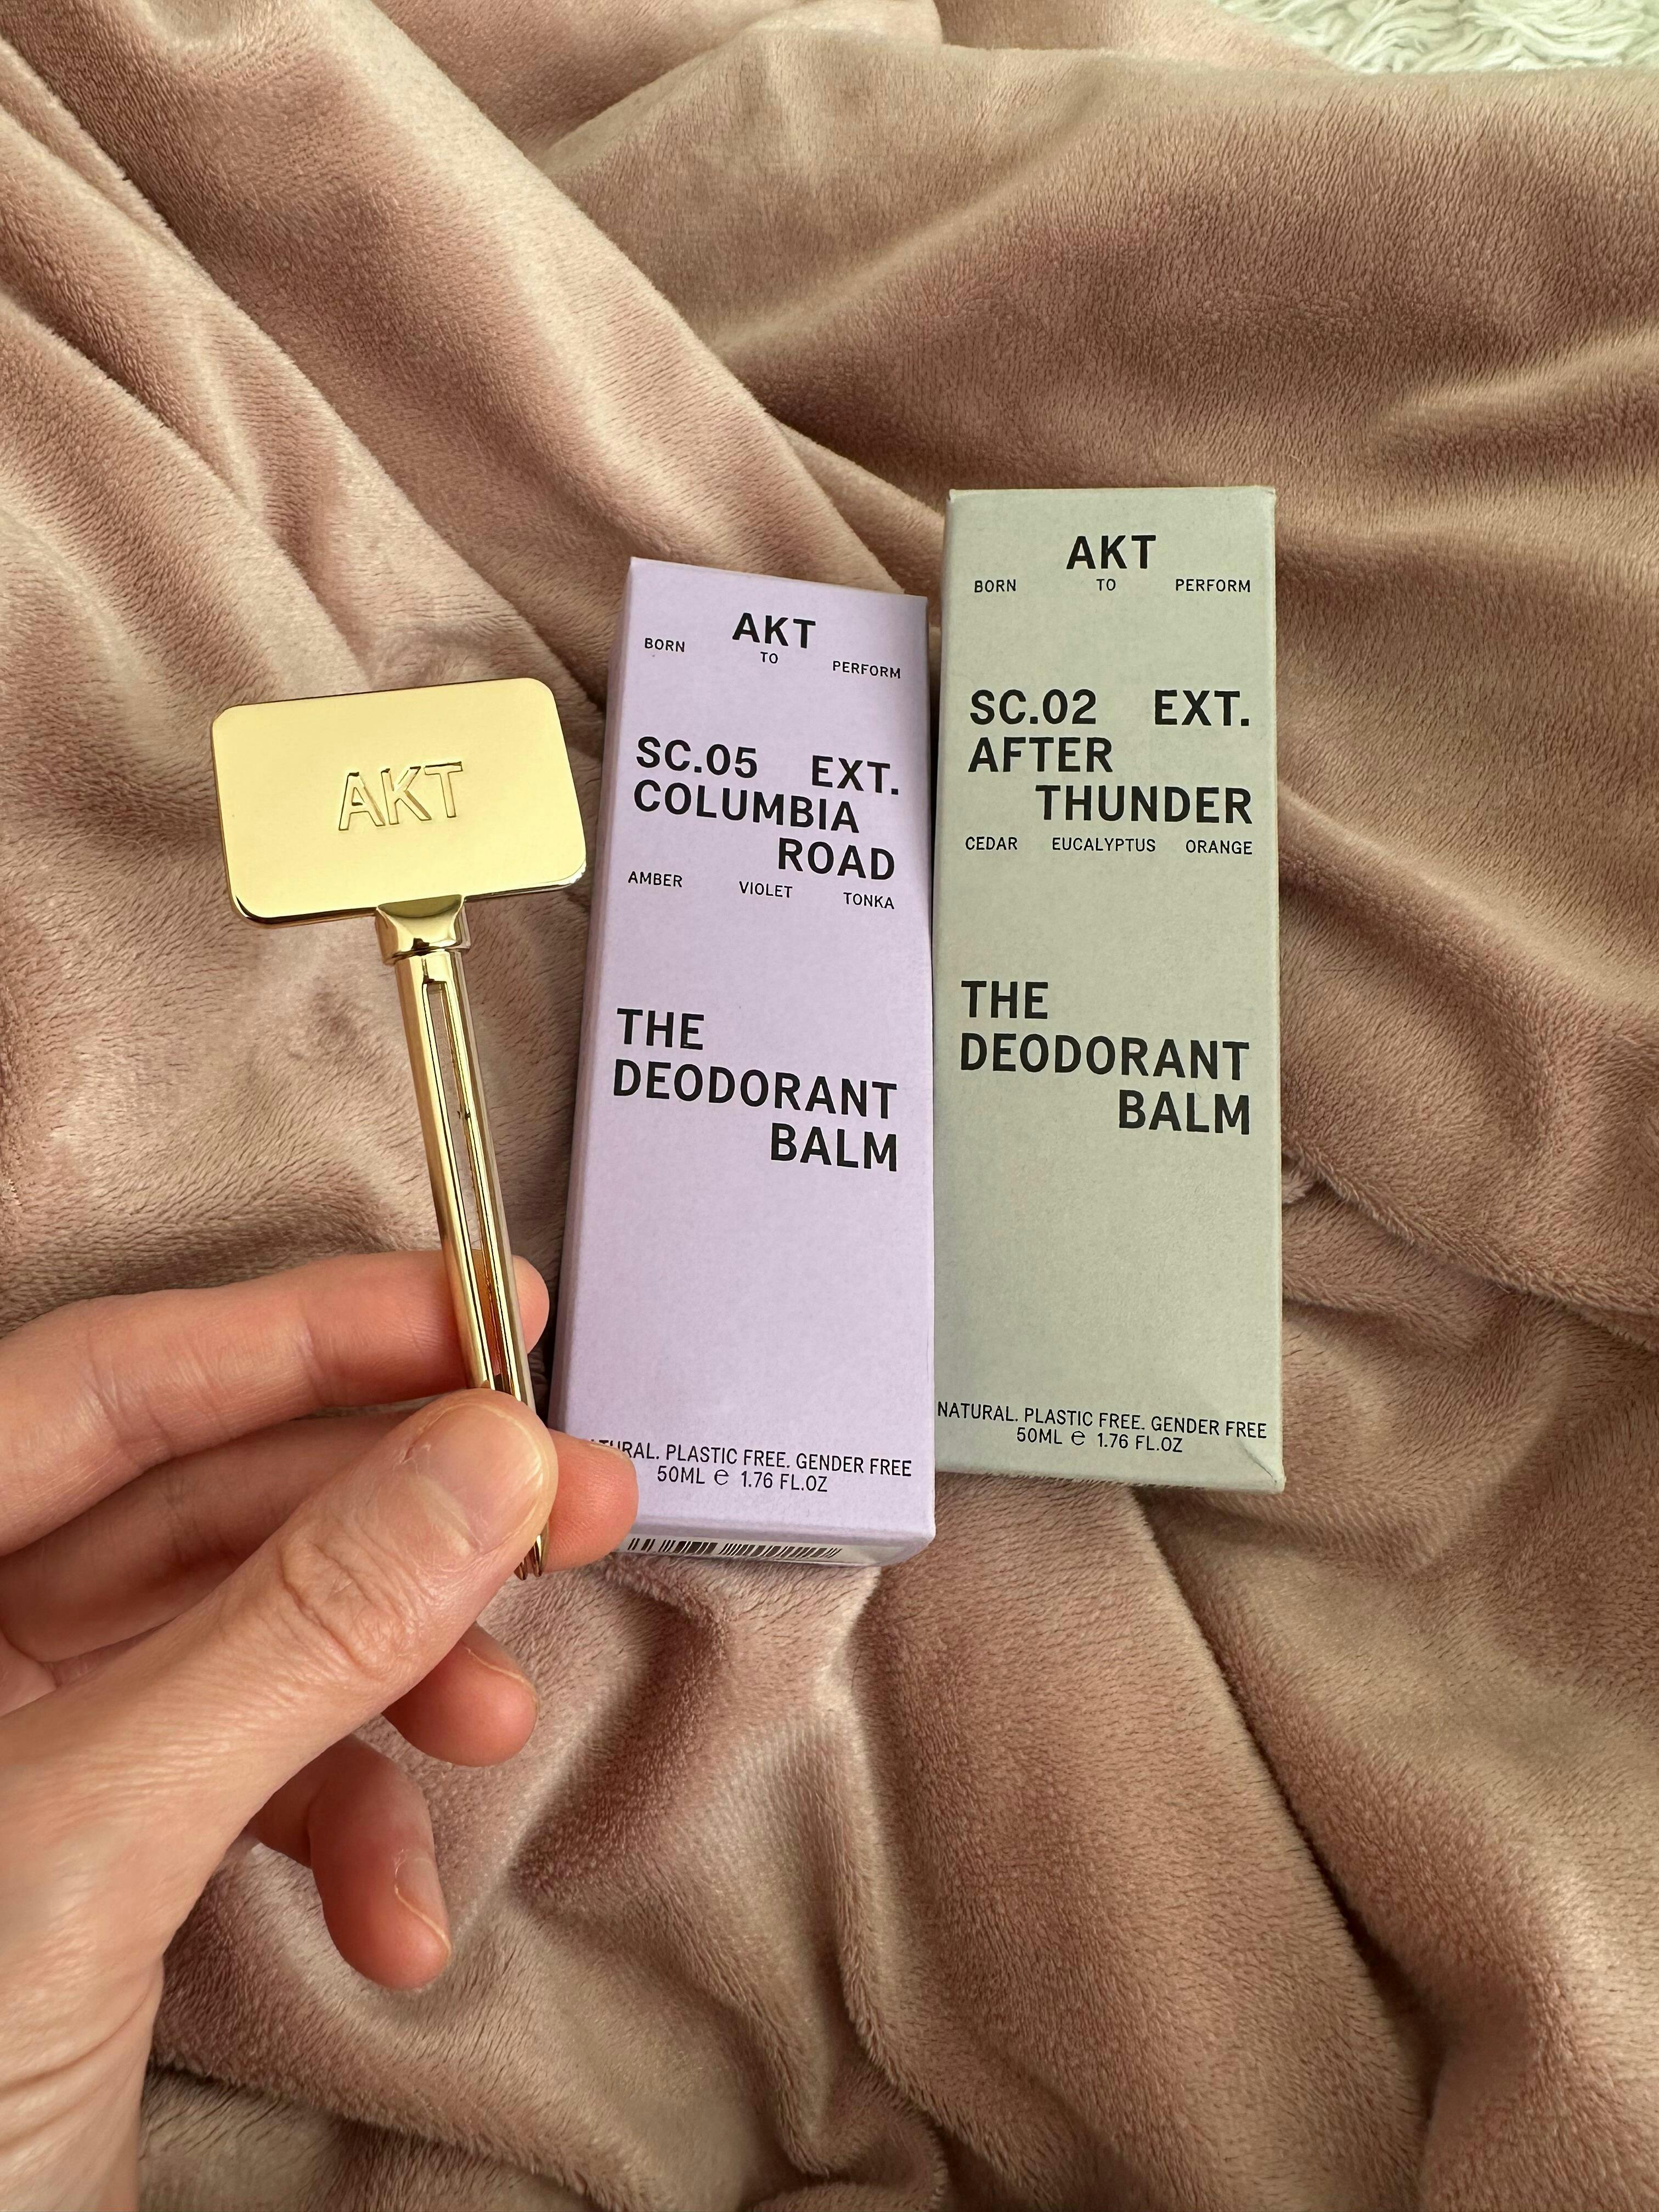 AKT
AKT
BORN TO PERFORM
SC.05 EXT.
COLUMBIA
ROAD
AMBER VIOLET TONKA
THE
DEODORANT
BALM
PLASTIC FREE. GENDER FREE
50ML e 1.76 FL.OZ
AKT
BORN TO PERFORM
SC.02 EXT.
AFTER
THUNDER
CEDAR EUCALYPTUS ORANGE
THE
DEODORANT
BALM
NATURAL. PLASTIC FREE. GENDER FREE
50ML e 1.76 FL.OZ